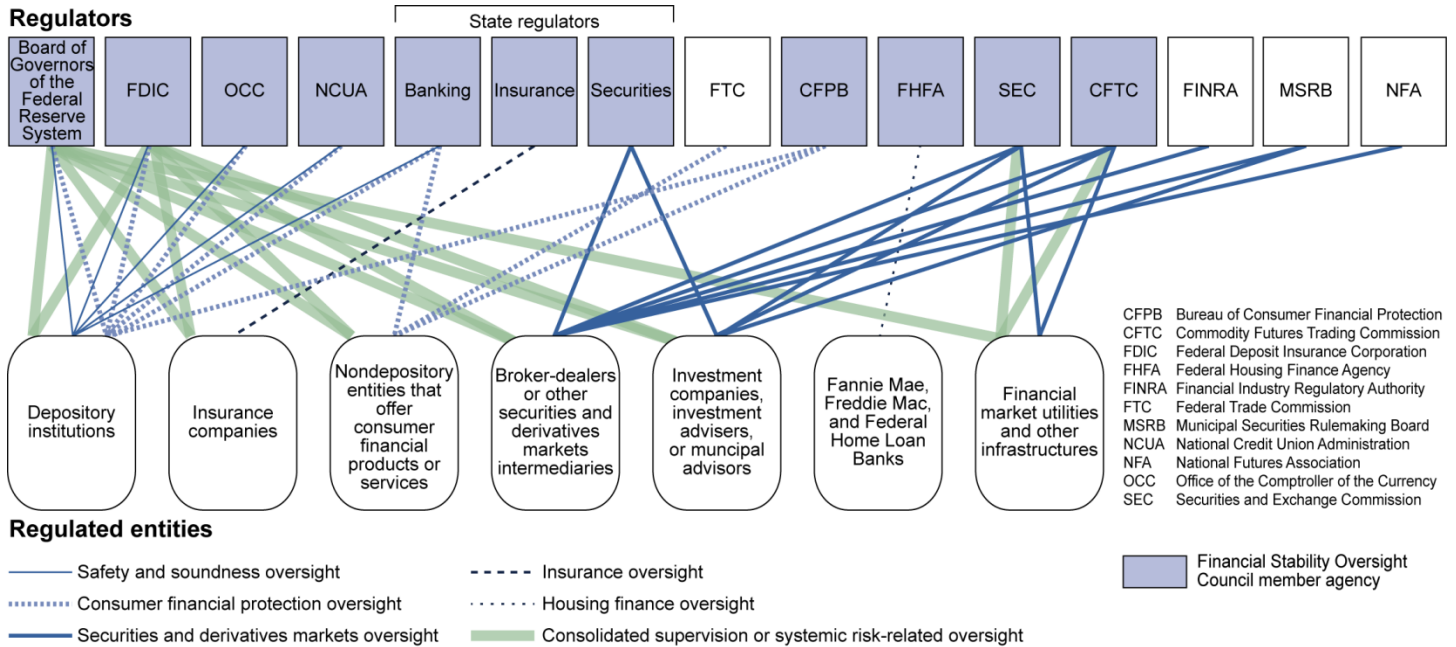 Regulators
State regulators
Board of
Governors
of the
Federal
Reserve
System
FDIC
OCC
NCUA
Banking
Insurance
Securities
FTC
CFPB
FHFA
SEC
CFTC
FINRA
MSRB
NFA
Depository
institutions
Insurance
companies
Nondepository
entities that
offer
consumer
financial
products or
services
Broker-dealers
or other
securities and
derivatives
markets
intermediaries
Investment
companies,
investment
advisers,
or muncipal
advisors
Fannie Mae,
Freddie Mac,
and Federal
Home Loan
Banks
Financial
market utilities
and other
infrastructures
CFPB Bureau of Consumer Financial Protection
CFTC Commodity Futures Trading Commission
FDIC Federal Deposit Insurance Corporation
FHFA Federal Housing Finance Agency
FINRA Financial Industry Regulatory Authority
FTC Federal Trade Commission
MSRB Municipal Securities Rulemaking Board
NCUA National Credit Union Administration
NFA National Futures Association
OCC Office of the Comptroller of the Currency
SEC Securities and Exchange Commission
Regulated entities
Safety and soundness oversight
Consumer financial protection oversight
Securities and derivatives markets oversight
Insurance oversight
Housing finance oversight
Consolidated supervision or systemic risk-related oversight
Financial Stability Oversight
Council member agency